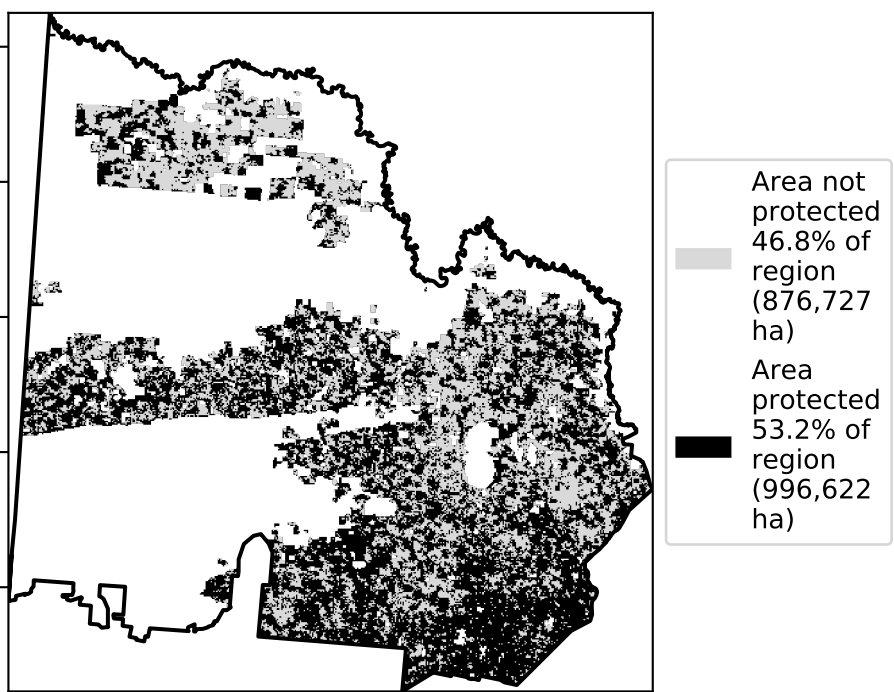 Area not
protected
46.8% of
region
(876,727
ha)
Area
protected
53.2% of
region
(996,622
ha)